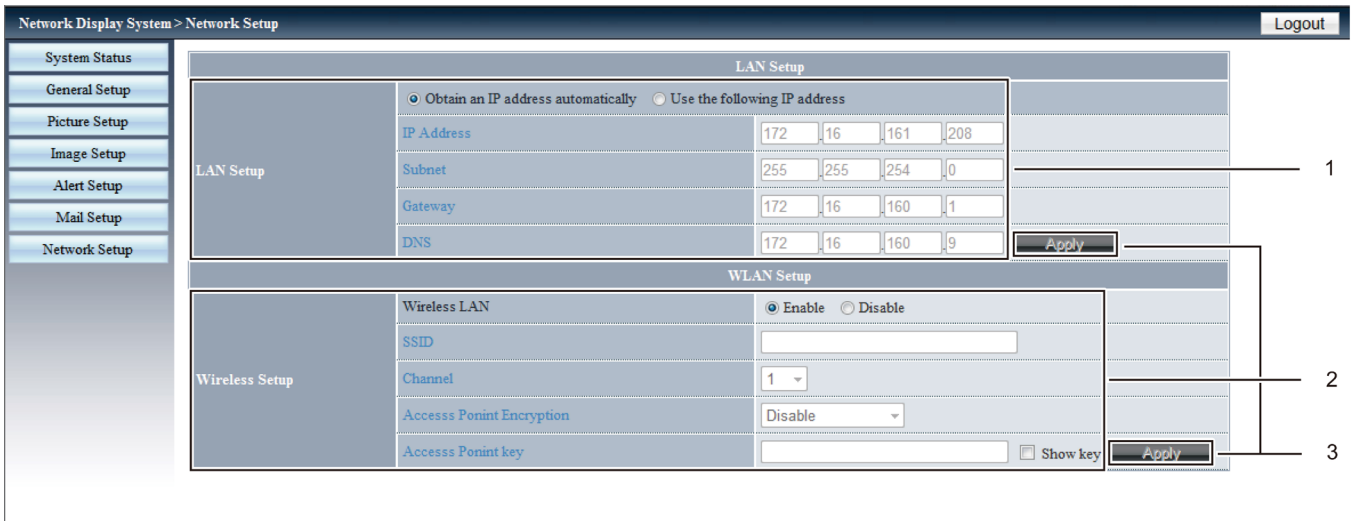 Network Display System > Network Setup
Logout
System Status
General Setup
Picture Setup
Image Setup
Alert Setup
Mail Setup
Network Setup
LAN Setup
LAN Setup
Obtain an IP address automatically Use the following IP address
IP Address 172 . 16 . 161 . 208
Subnet 255 . 255 . 254 . 0
Gateway 172 . 16 . 160 . 1
DNS 172 . 16 . 160 . 9 Apply
1
WLAN Setup
Wireless Setup
Wireless LAN Enable Disable
SSID
Channel 1
Accesss Ponint Encryption Disable
Accesss Ponint key Show key Apply
2
3